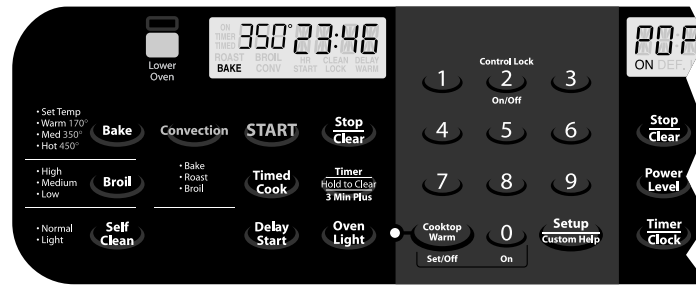 ON
TIMER
TIMED
ROAST BROIL HR CLEAN DELAY
BAKE CONV START LOCK WARM
350°23:46
POP
ON DEF.
Lower
Oven
Control Lock
1 2 3
On/Off
• Set Temp
• Warm 170°
• Med 350°
• Hot 450°
Bake
Convection
START
Stop
Clear
4 5 6
Stop
Clear
• High
• Medium
• Low
Broil
• Bake
• Roast
• Broil
Timed
Cook
Timer
Hold to Clear
3 Min Plus
7 8 9
Power
Level
• Normal
• Light
Self
Clean
Delay
Start
Oven
Light
Cooktop
Warm
0
Setup
Custom Help
Timer
Clock
Set/Off On